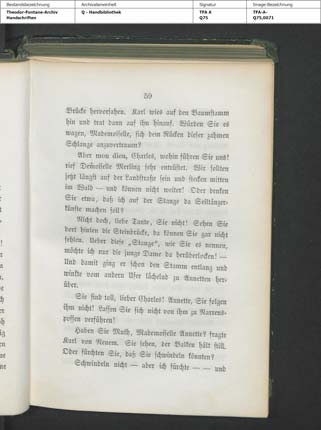 Bestandsbezeichnung Archivalieneinheit Signatur Image-Bezeichnung
Theodor-Fontane-Archiv Q - Handbibliothek TFA A TFA-A-
Handschriften Q75 Q75,0071
59
Brücke hervorsahen. Karl wies auf den Baumstamm
hin und trat dann auf ihn hinauf. Würden Sie es
wagen, Mademoiselle, sich dem Rücken dieser zahmen
Schlange anzuvertrauen?
Aber mon dieu, Charles, wohin führen Sie uns!
rief Demoiselle Merling sehr entrüstet. Wir sollten
jetzt längst auf der Landstraße sein und stecken mitten
im Wald — und können nicht weiter! Oder denken
Sie etwa, daß ich auf der Stange da Seiltänzer-
künste machen soll?
Nicht doch, liebe Tante, Sie nicht! Sehen Sie
dort hinten die Steinbrücke, da können Sie gar nicht
fehlen. Ueber diese „Stange“, wie Sie es nennen,
möchte ich nur die junge Dame da herüberlocken! —
Und damit ging er schon den Stamm entlang und
winkte vom andern Ufer lächelnd zu Annetten her-
über.
Sie sind toll, lieber Charles! Annette, Sie folgen
ihm nicht! Lassen Sie sich nicht von ihm zu Narrens-
possen verführen!
Haben Sie Muth, Mademoiselle Annette? fragte
Karl von Neuem. Sie sehen, der Balken hält still.
Oder fürchten Sie, daß Sie schwindeln könnten?
Schwindeln nicht — aber ich fürchte — — und